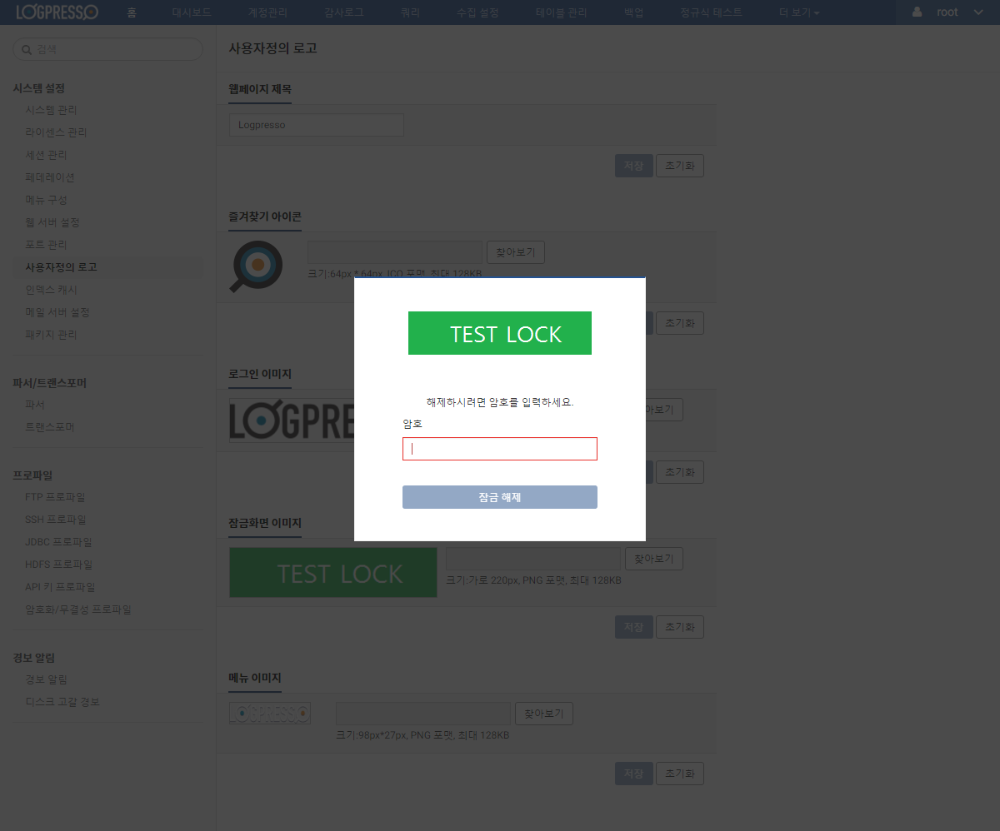 LOGPRESSO 홈 대시보드 계정관리 감사로그 쿼리 수집 설정 테이블 관리 백업 정규식 테스트 더 보기 root
검색
시스템 설정
시스템 관리
라이센스 관리
세션 관리
페더레이션
메뉴 구성
웹 서버 설정
포트 관리
사용자정의 로고
인덱스 캐시
메일 서버 설정
패키지 관리
파서/트랜스포머
파서
트랜스포머
프로파일
FTP 프로파일
SSH 프로파일
JDBC 프로파일
HDFS 프로파일
API 키 프로파일
암호화/무결성 프로파일
경보 알림
경보 알림
디스크 고갈 경보
사용자정의 로고
웹페이지 제목
Logpresso
저장 초기화
즐겨찾기 아이콘
찾아보기
크기:64px * 64px, ICO 포맷, 최대 128KB
초기화
로그인 이미지
LOGPRE
아보기
초기화
TEST LOCK
해제하시려면 암호를 입력하세요.
암호
잠금 해제
잠금화면 이미지
TEST LOCK
찾아보기
크기:가로 220px, PNG 포맷, 최대 128KB
저장 초기화
메뉴 이미지
LOGPRESSO
찾아보기
크기:98px*27px, PNG 포맷, 최대 128KB
저장 초기화